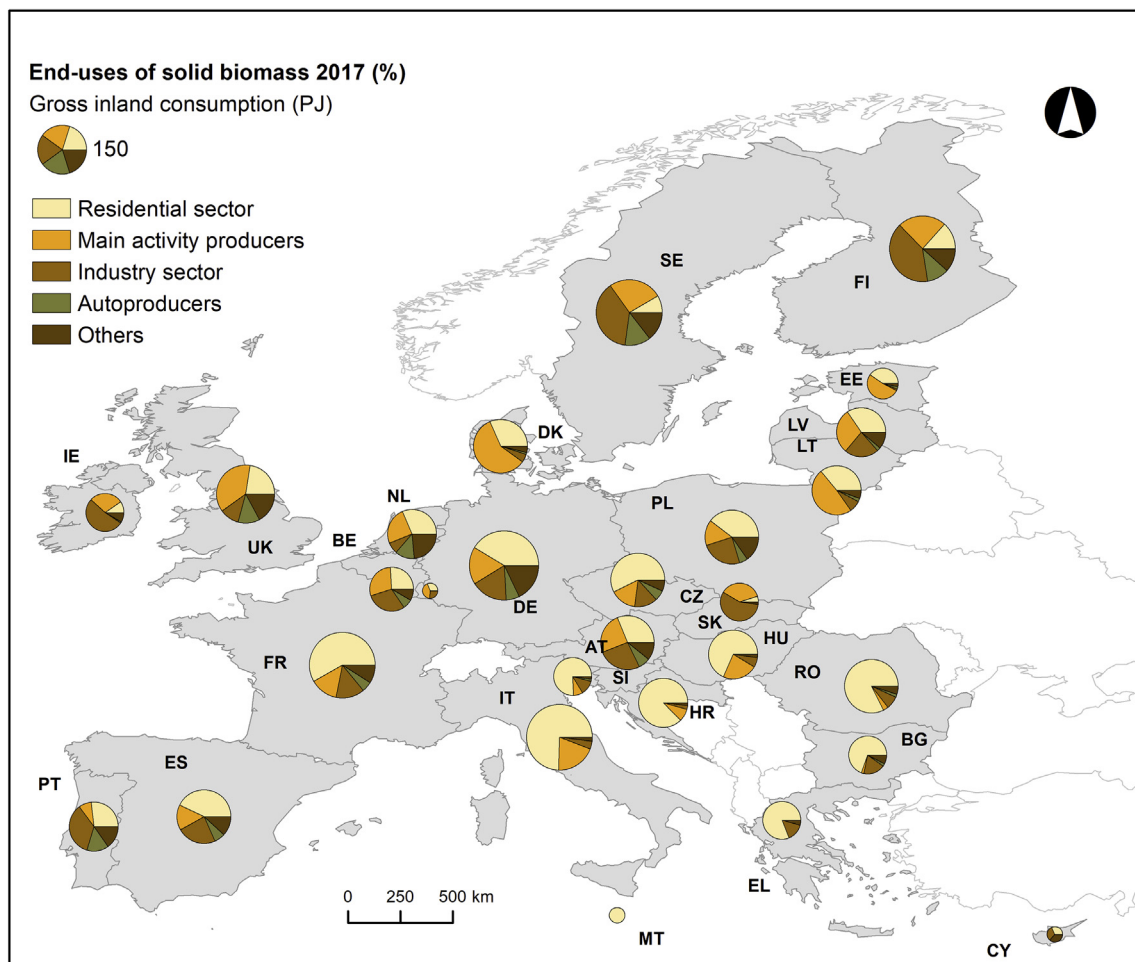 End-uses of solid biomass 2017 (%)
Gross inland consumption (PJ)
150
Residential sector
Main activity producers
Industry sector
Autoproducers
Others
SE
FI
EE
LV
LT
DK
IE
UK
NL
BE
PL
DE
CZ
SK
AT
HU
SI
RO
FR
IT
HR
BG
ES
PT
EL
0 250 500 km
MT
CY